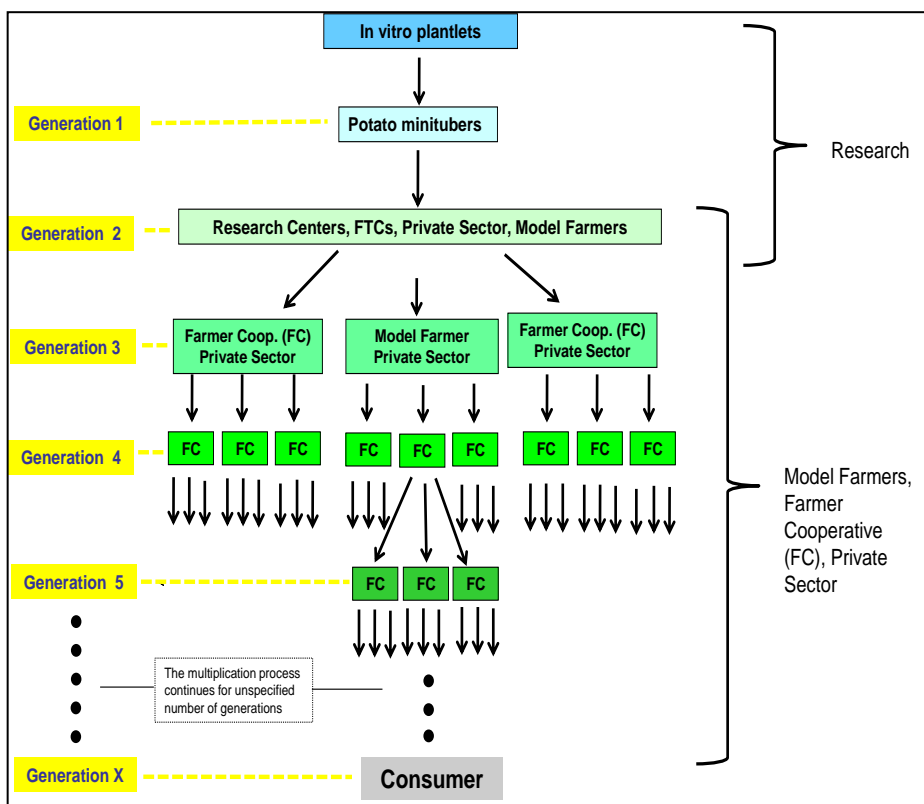 In vitro plantlets
Generation 1
Potato minitubers
Research
Generation 2
Research Centers, FTCs, Private Sector, Model Farmers
Generation 3
Farmer Coop. (FC)
Private Sector
Model Farmer
Private Sector
Farmer Coop. (FC)
Private Sector
Generation 4
FC
FC
FC
FC
FC
FC
FC
FC
FC
Model Farmers,
Farmer
Cooperative
(FC), Private
Sector
Generation 5
FC
FC
FC
The multiplication process
continues for unspecified
number of generations
Generation X
Consumer